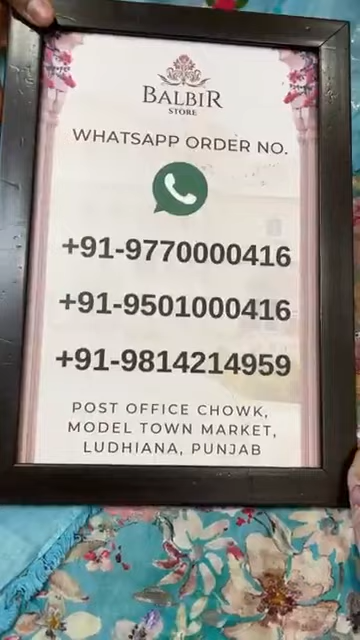 BALBIR
STORE
WHATSAPP ORDER NO.
+91-9770000416
+91-9501000416
+91-9814214959
POST OFFICE CHOWK,
MODEL TOWN MARKET,
LUDHIANA, PUNJAB